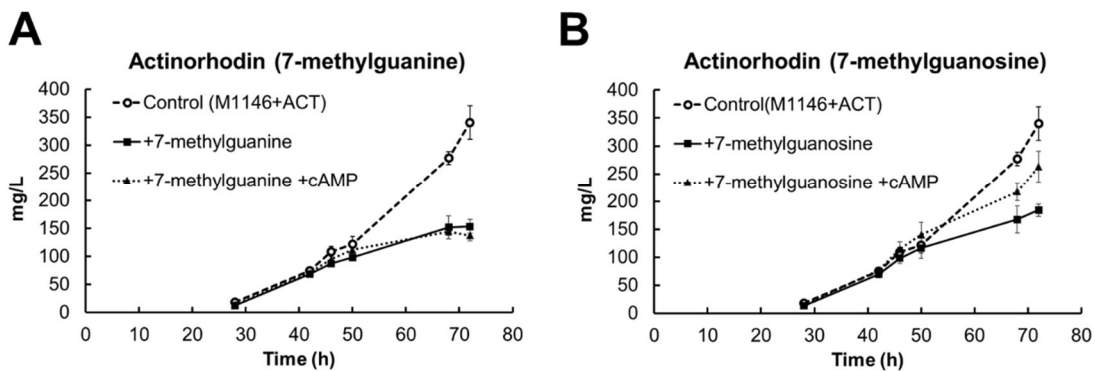 A
Actinorhodin (7-methylguanine)
400
350
300
250
200
150
100
50
0
mg/L
Control (M1146+ACT)
+7-methylguanine
+7-methylguanine +cAMP
0 10 20 30 40 50 60 70 80
Time (h)
B
Actinorhodin (7-methylguanosine)
400
350
300
250
200
150
100
50
0
mg/L
Control(M1146+ACT)
+7-methylguanosine
+7-methylguanosine +cAMP
0 10 20 30 40 50 60 70 80
Time (h)